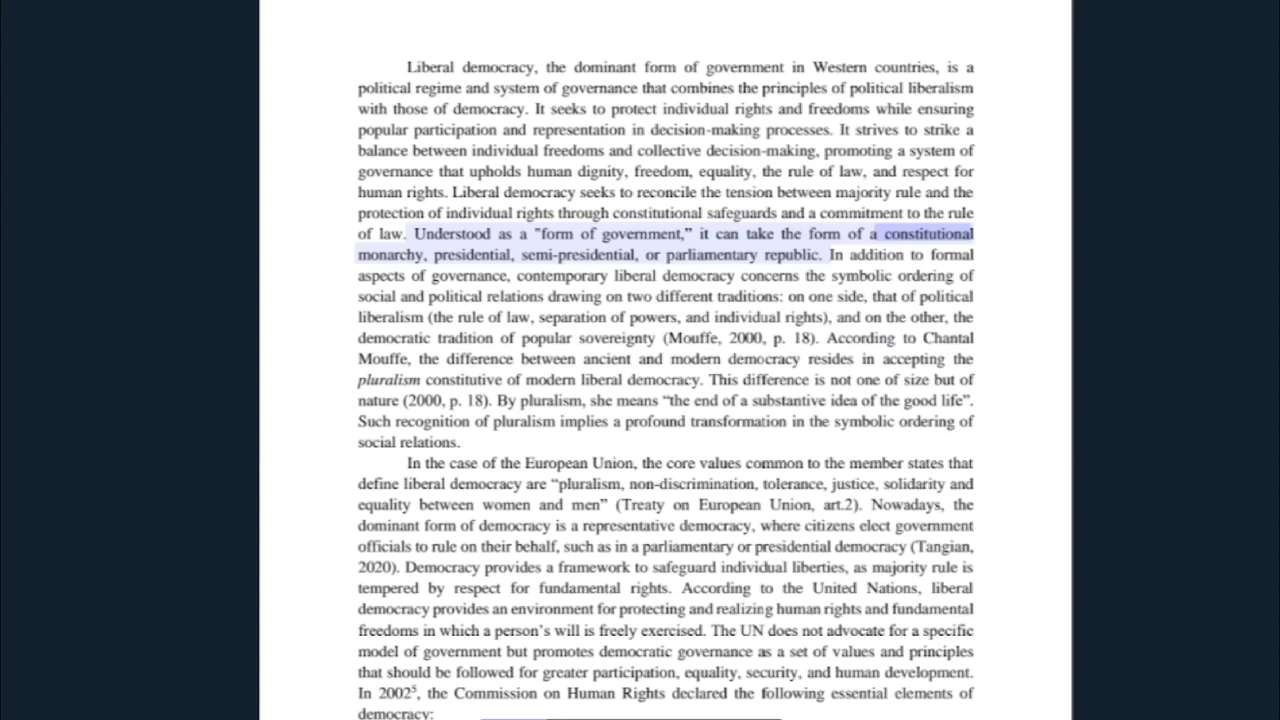 Liberal democracy, the dominant form of government in Western countries, is a
political regime and system of governance that combines the principles of political liberalism
with those of democracy. It seeks to protect individual rights and freedoms while ensuring
popular participation and representation in decision-making processes. It strives to strike a
balance between individual freedoms and collective decision-making, promoting a system of
governance that upholds human dignity, freedom, equality, the rule of law, and respect for
human rights. Liberal democracy seeks to reconcile the tension between majority rule and the
protection of individual rights through constitutional safeguards and a commitment to the rule
of law. Understood as a "form of government,” it can take the form of a constitutional
monarchy, presidential, semi-presidential, or parliamentary republic. In addition to formal
aspects of governance, contemporary liberal democracy concerns the symbolic ordering of
social and political relations drawing on two different traditions: on one side, that of political
liberalism (the rule of law, separation of powers, and individual rights), and on the other, the
democratic tradition of popular sovereignty (Mouffe, 2000, p. 18). According to Chantal
Mouffe, the difference between ancient and modern democracy resides in accepting the
pluralism constitutive of modern liberal democracy. This difference is not one of size but of
nature (2000, p. 18). By pluralism, she means “the end of a substantive idea of the good life”.
Such recognition of pluralism implies a profound transformation in the symbolic ordering of
social relations.
In the case of the European Union, the core values common to the member states that
define liberal democracy are “pluralism, non-discrimination, tolerance, justice, solidarity and
equality between women and men” (Treaty on European Union, art.2). Nowadays, the
dominant form of democracy is a representative democracy, where citizens elect government
officials to rule on their behalf, such as in a parliamentary or presidential democracy (Tangian,
2020). Democracy provides a framework to safeguard individual liberties, as majority rule is
tempered by respect for fundamental rights. According to the United Nations, liberal
democracy provides an environment for protecting and realizing human rights and fundamental
freedoms in which a person’s will is freely exercised. The UN does not advocate for a specific
model of government but promotes democratic governance as a set of values and principles
that should be followed for greater participation, equality, security, and human development.
In 2002⁵, the Commission on Human Rights declared the following essential elements of
democracy: